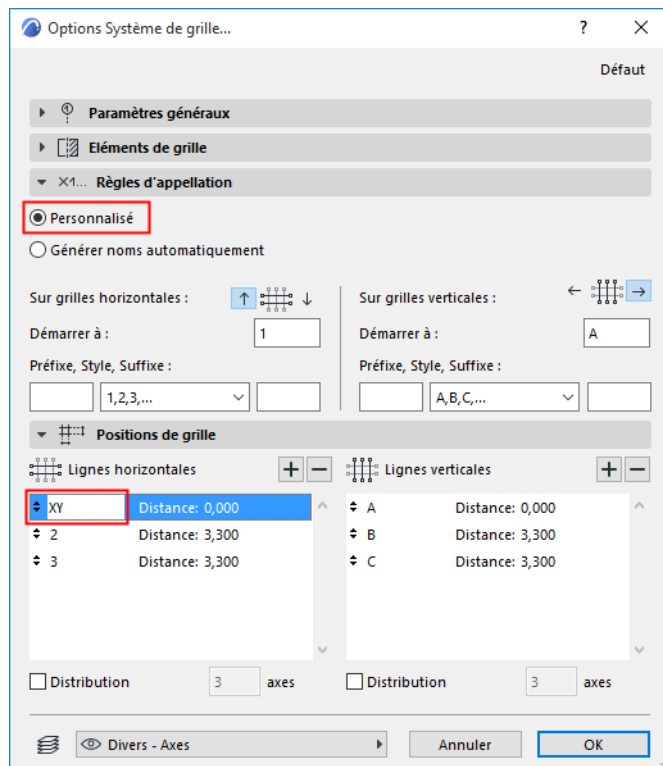 Options Système de grille...
?
Défaut
Paramètres généraux
Eléments de grille
X1... Règles d'appellation
Personnalisé
Générer noms automatiquement
Sur grilles horizontales :
Sur grilles verticales :
Démarrer à : 1
Démarrer à : A
Préfixe, Style, Suffixe :
Préfixe, Style, Suffixe :
1,2,3,...
A,B,C,...
Positions de grille
Lignes horizontales
Lignes verticales
XY Distance: 0,000
A Distance: 0,000
2 Distance: 3,300
B Distance: 3,300
3 Distance: 3,300
C Distance: 3,300
Distribution 3 axes
Distribution 3 axes
Divers - Axes
Annuler
OK